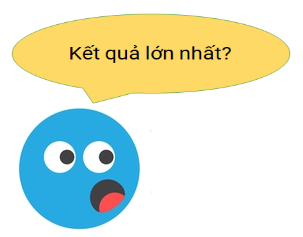 Kết quả lớn nhất?